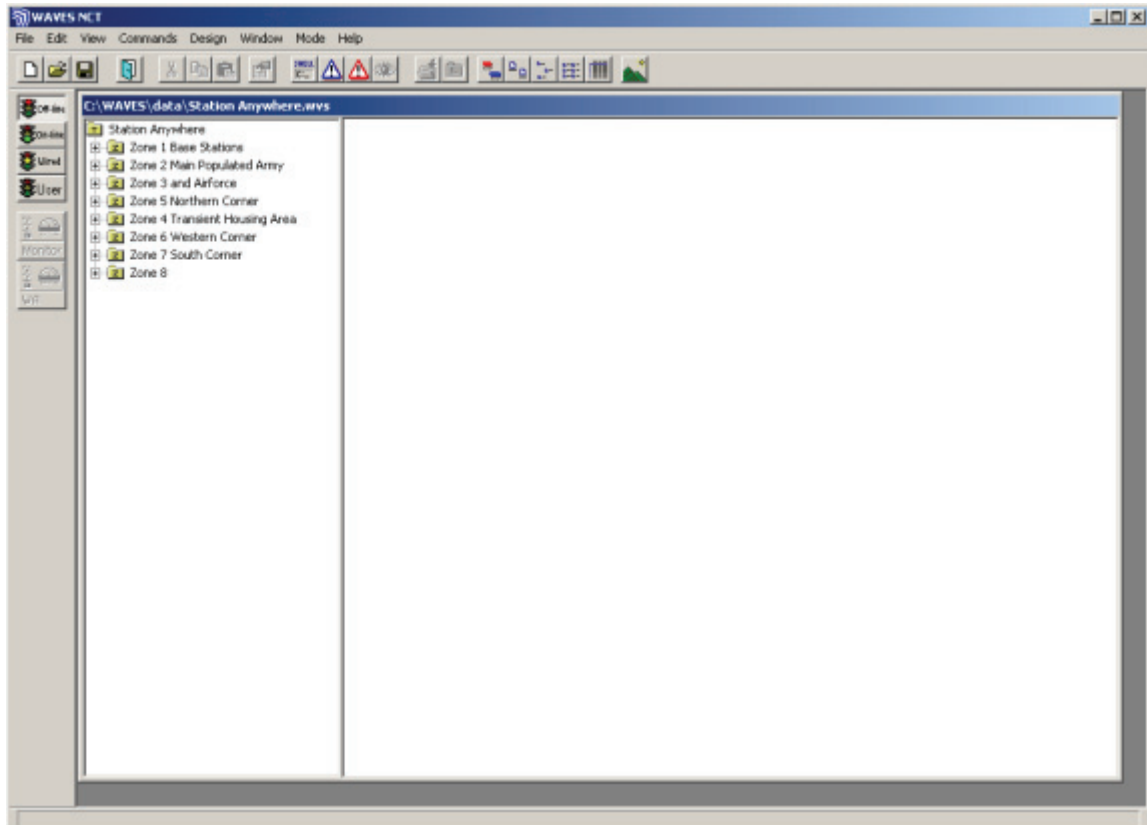 WAVES NCT
File Edit View Commands Design Window Mode Help
Off-line
On-line
User
Monitor
C:\WAVES\data\Station Anywhere.wvs
Station Anywhere
Zone 1 Base Stations
Zone 2 Main Populated Army
Zone 3 and Airforce
Zone 5 Northern Corner
Zone 4 Transient Housing Area
Zone 6 Western Corner
Zone 7 South Corner
Zone 8